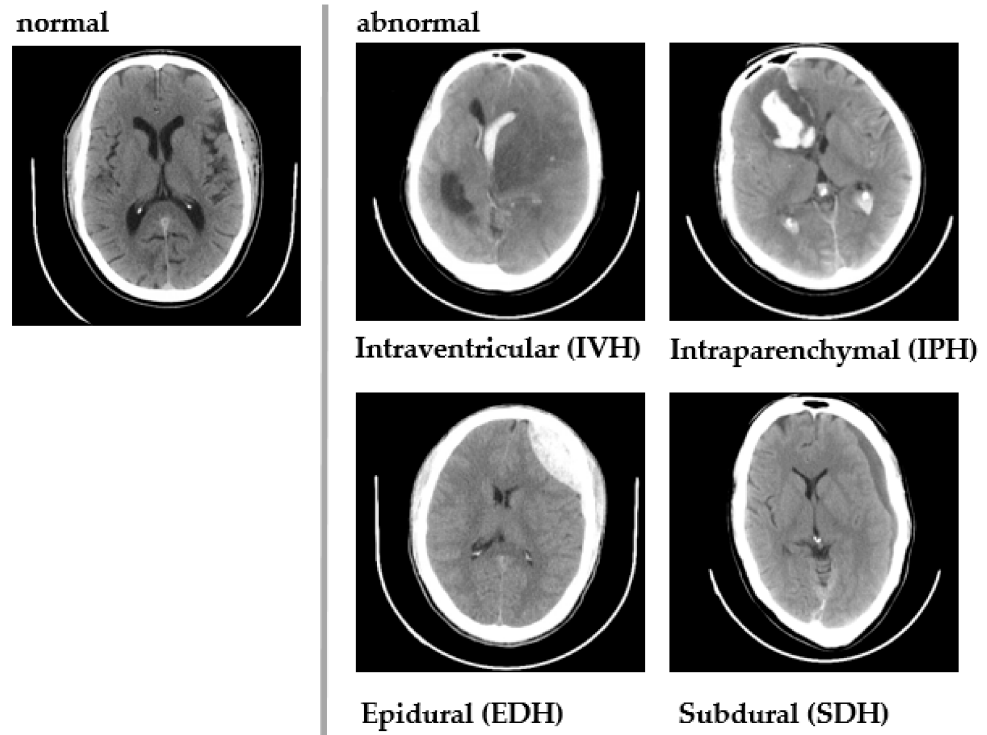 normal
abnormal
Intraventricular (IVH)
Intraparenchymal (IPH)
Epidural (EDH)
Subdural (SDH)